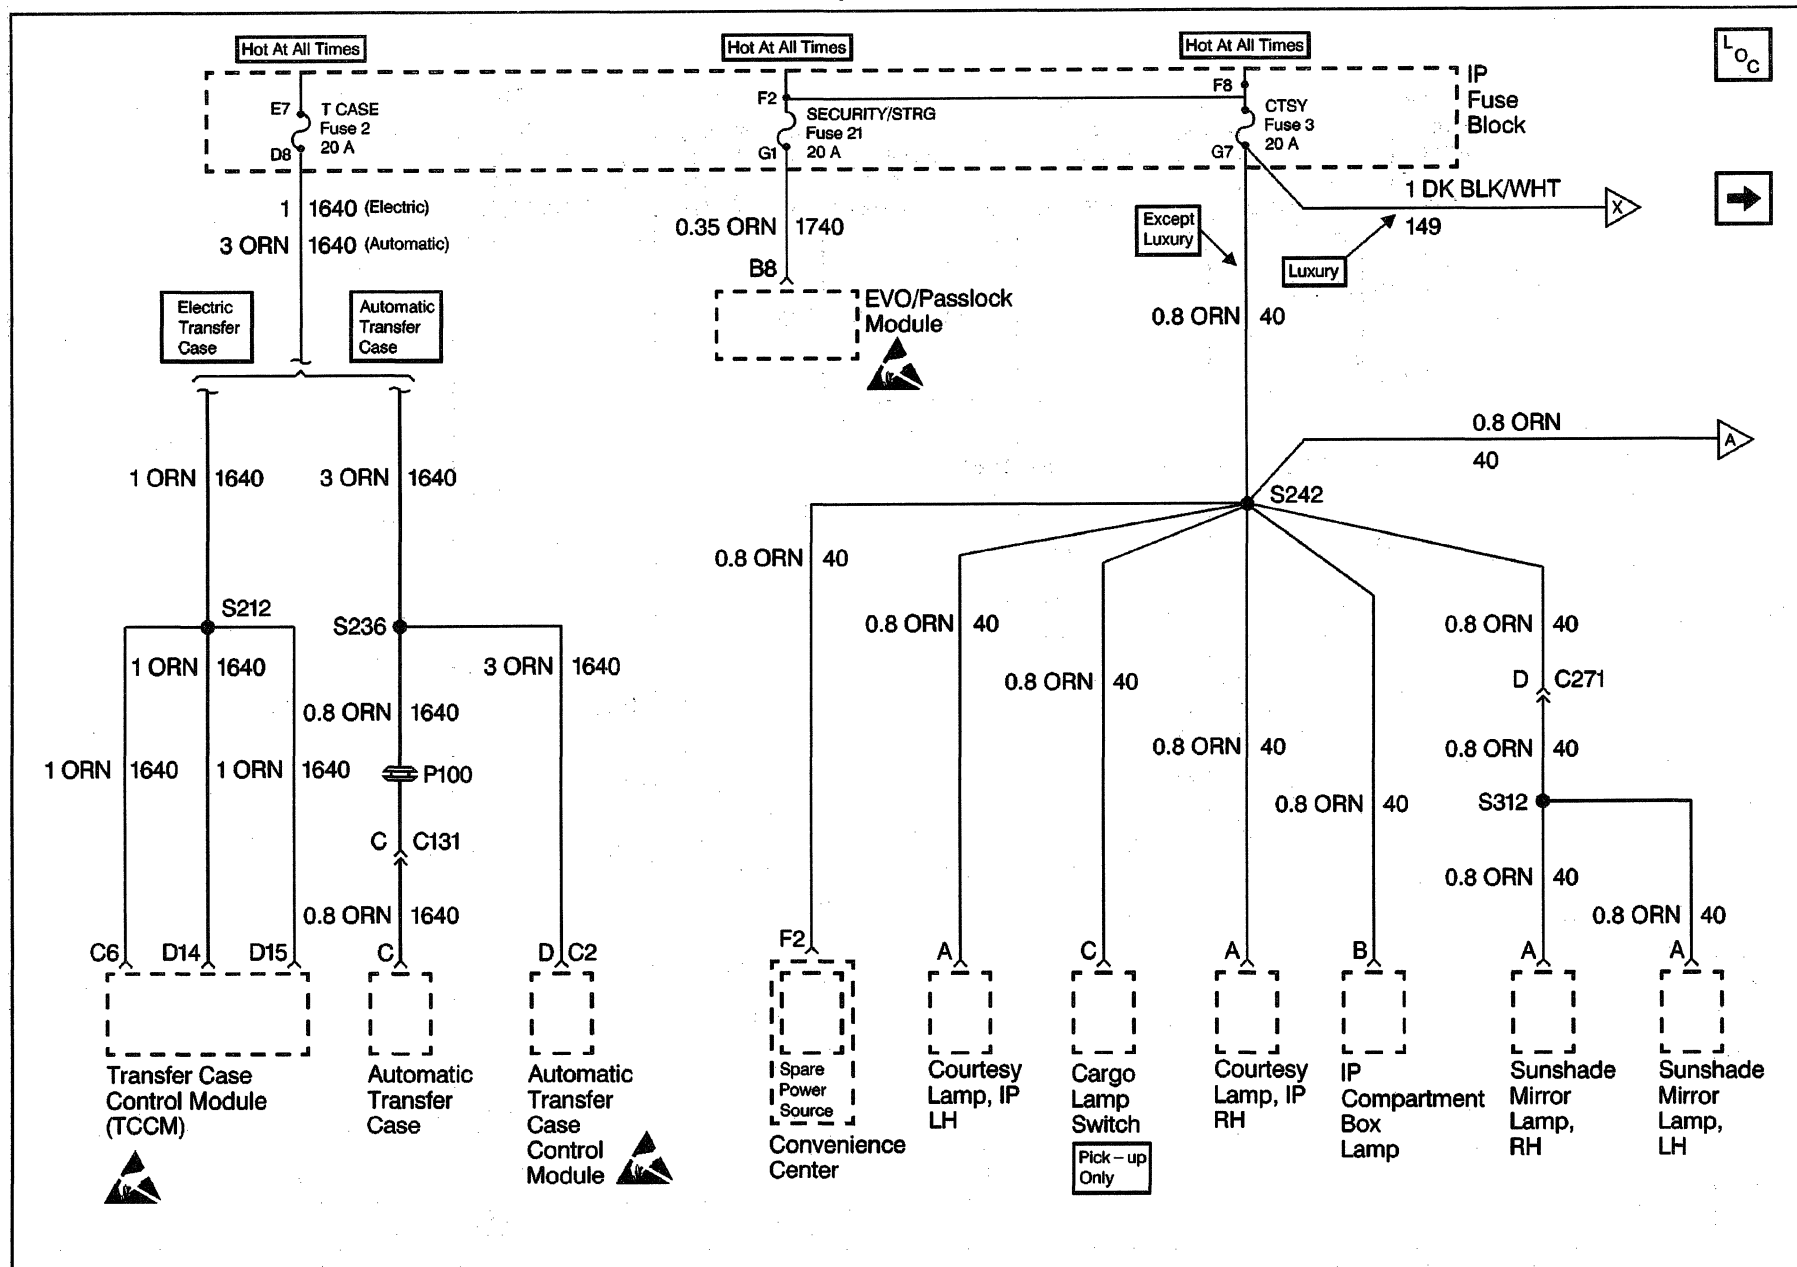 Hot At All Times
Hot At All Times
Hot At All Times
L
O
C
E7
T CASE
Fuse 2
20 A
D8
F2
SECURITY/STRG
Fuse 21
20 A
G1
F8
CTSY
Fuse 3
20 A
G7
IP
Fuse
Block
1 1640 (Electric)
3 ORN 1640 (Automatic)
0.35 ORN 1740
B8
EVO/Passlock
Module
Except
Luxury
Luxury
1 DK BLK/WHT
149
X
0.8 ORN 40
Electric
Transfer
Case
Automatic
Transfer
Case
0.8 ORN
40
A
1 ORN 1640
3 ORN 1640
S242
S212
S236
1 ORN 1640
3 ORN 1640
0.8 ORN 1640
1 ORN 1640
1 ORN 1640
P100
C C131
0.8 ORN 1640
0.8 ORN 40
0.8 ORN 40
0.8 ORN 40
0.8 ORN 40
0.8 ORN 40
0.8 ORN 40
D C271
0.8 ORN 40
S312
0.8 ORN 40
0.8 ORN 40
C6
D14
D15
C
D C2
F2
A
C
A
B
A
A
Transfer Case
Control Module
(TCCM)
Automatic
Transfer
Case
Automatic
Transfer
Case
Control
Module
Spare
Power
Source
Convenience
Center
Courtesy
Lamp, IP
LH
Cargo
Lamp
Switch
Pick – up
Only
Courtesy
Lamp, IP
RH
IP
Compartment
Box
Lamp
Sunshade
Mirror
Lamp,
RH
Sunshade
Mirror
Lamp,
LH